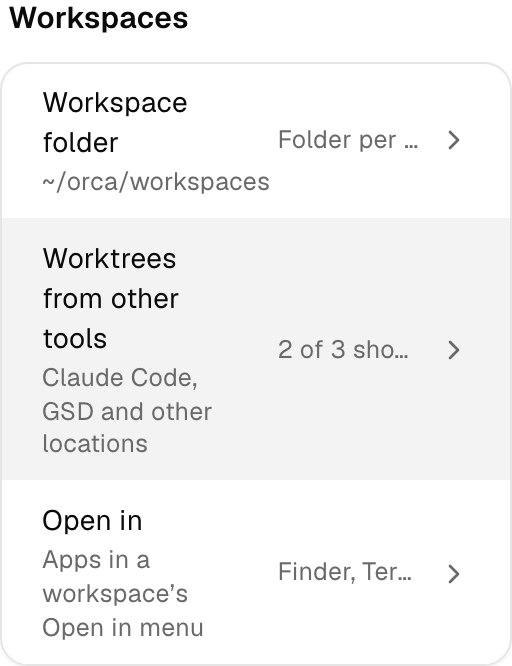 Workspaces
Workspace
folder
~/orca/workspaces
Folder per ...
Worktrees
from other
tools
Claude Code,
GSD and other
locations
2 of 3 sho...
Open in
Apps in a
workspace’s
Open in menu
Finder, Ter...